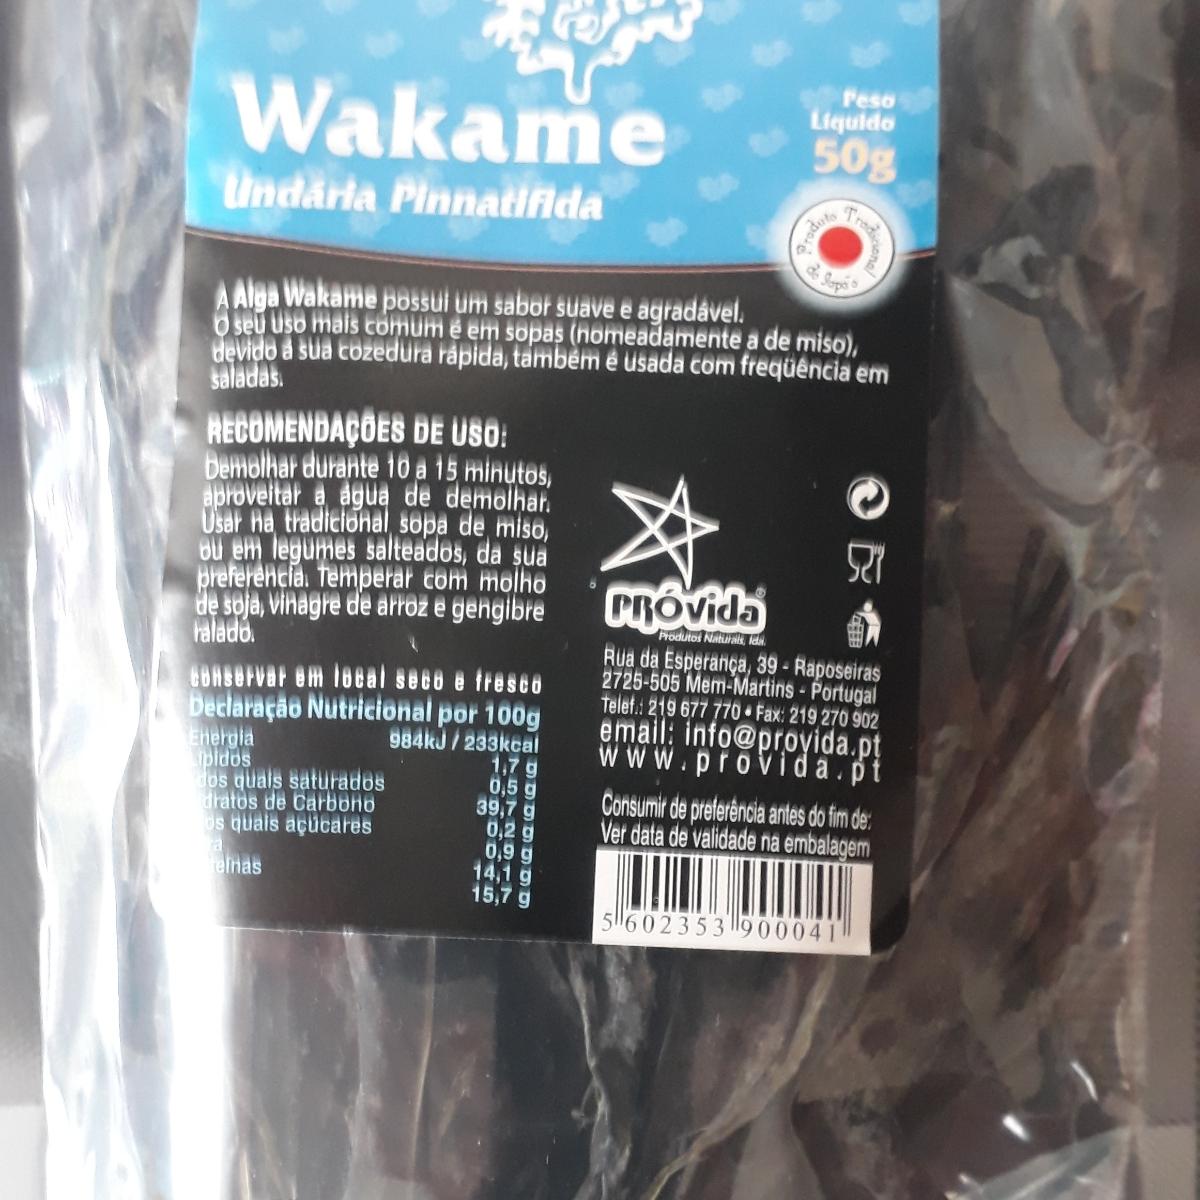 Wakame
Undária Pinnatifida
Peso
Líquido
50g
Produto Tradicional
do Japão
A Alga Wakame possui um sabor suave e agradável.
O seu uso mais comum é em sopas (nomeadamente a de miso),
devido á sua cozedura rápida, também é usada com freqüência em
saladas.
RECOMENDAÇÕES DE USO:
Demolhar durante 10 a 15 minutos,
aproveitar a água de demolhar.
Usar na tradicional sopa de miso,
ou em legumes salteados, da sua
preferência. Temperar com molho
de soja, vinagre de arroz e gengibre
ralado.
conservar em local seco e fresco
Declaração Nutricional por 100g
Energia 984kJ / 233kcal
Lípidos 1,7 g
dos quais saturados 0,5 g
dratos de Carbono 39,7 g
os quais açúcares 0,2 g
ra 0,9 g
eínas 14,1 g
15,7 g
PRÓvida®
Produtos Naturais, lda.
Rua da Esperança, 39 - Raposeiras
2725-505 Mem-Martins - Portugal
Telef.: 219 677 770 • Fax: 219 270 902
email: info@provida.pt
www.provida.pt
Consumir de preferência antes do fim de:
Ver data de validade na embalagem
5 602353 900041